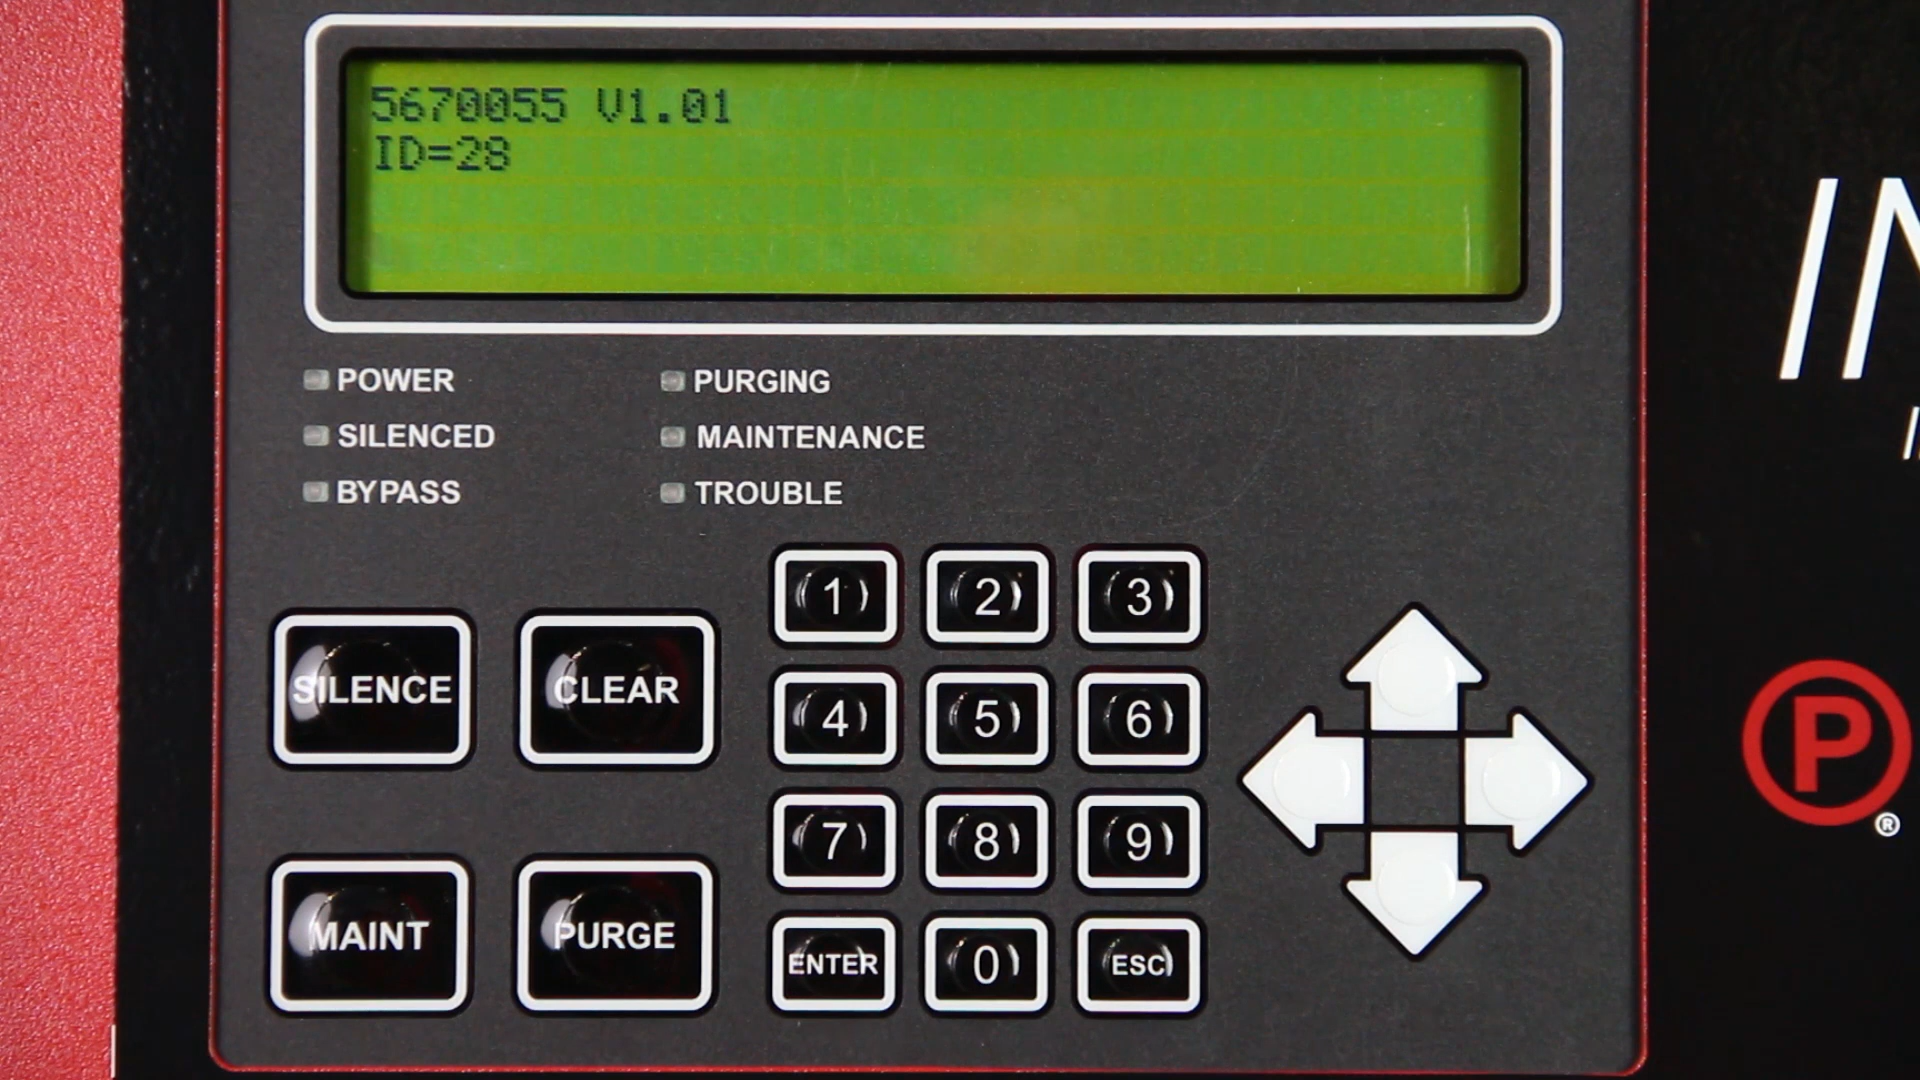 5670055 V1.01
ID=28
POWER
PURGING
SILENCED
MAINTENANCE
BYPASS
TROUBLE
1 2 3
SILENCE CLEAR
4 5 6
7 8 9
MAINT PURGE
ENTER 0 ESC
P
®